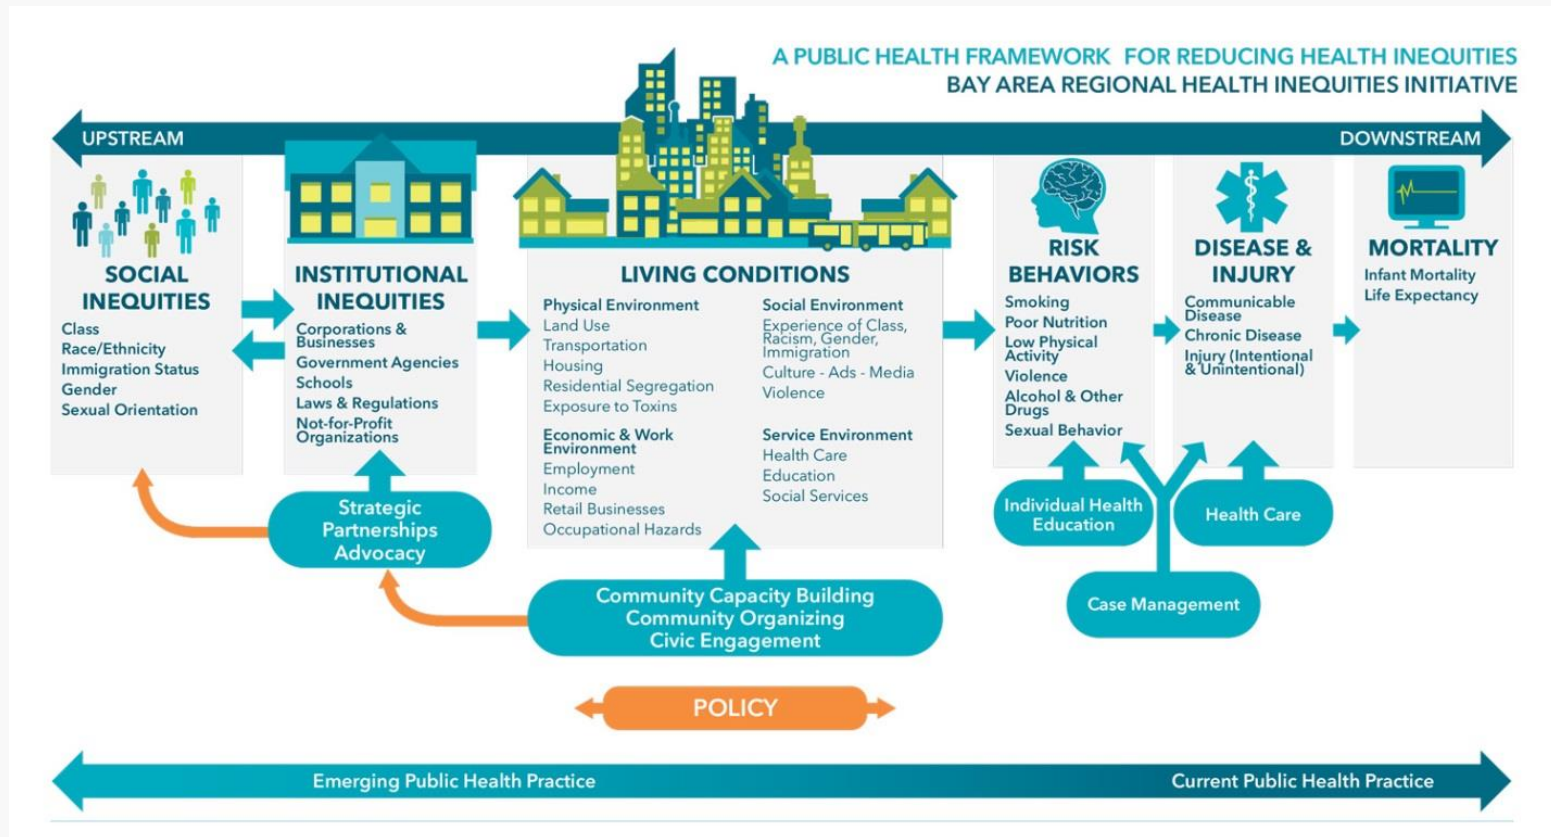 A PUBLIC HEALTH FRAMEWORK FOR REDUCING HEALTH INEQUITIES
BAY AREA REGIONAL HEALTH INEQUITIES INITIATIVE
UPSTREAM
DOWNSTREAM
SOCIAL
INEQUITIES
Class
Race/Ethnicity
Immigration Status
Gender
Sexual Orientation
INSTITUTIONAL
INEQUITIES
Corporations &
Businesses
Government Agencies
Schools
Laws & Regulations
Not-for-Profit
Organizations
LIVING CONDITIONS
Physical Environment
Land Use
Transportation
Housing
Residential Segregation
Exposure to Toxins
Economic & Work
Environment
Employment
Income
Retail Businesses
Occupational Hazards
Social Environment
Experience of Class,
Racism, Gender,
Immigration
Culture - Ads - Media
Violence
Service Environment
Health Care
Education
Social Services
RISK
BEHAVIORS
Smoking
Poor Nutrition
Low Physical
Activity
Violence
Alcohol & Other
Drugs
Sexual Behavior
DISEASE &
INJURY
Communicable
Disease
Chronic Disease
Injury (Intentional
& Unintentional)
MORTALITY
Infant Mortality
Life Expectancy
Strategic
Partnerships
Advocacy
Community Capacity Building
Community Organizing
Civic Engagement
Individual Health
Education
Health Care
Case Management
POLICY
Emerging Public Health Practice
Current Public Health Practice